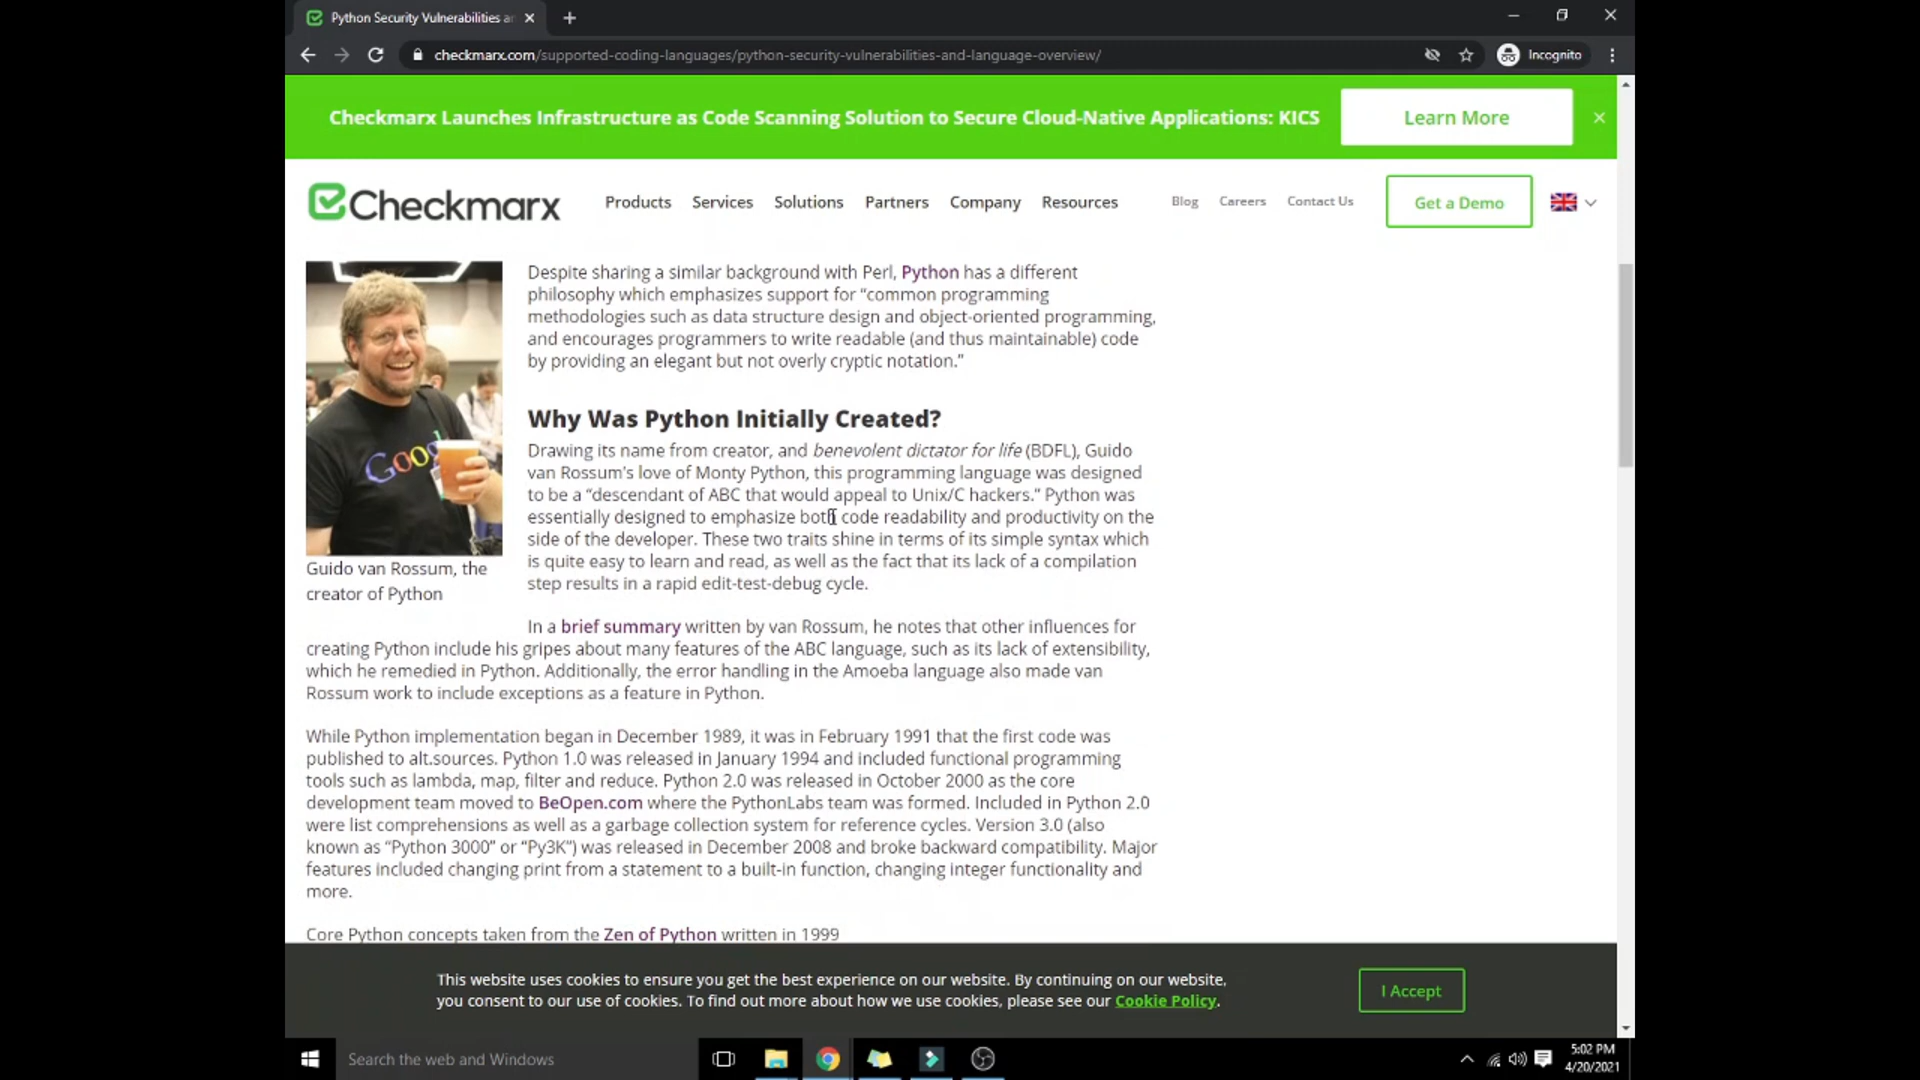 Python Security Vulnerabilities an
checkmarx.com/supported-coding-languages/python-security-vulnerabilities-and-language-overview/
Incognito
Checkmarx Launches Infrastructure as Code Scanning Solution to Secure Cloud-Native Applications: KICS
Learn More
Checkmarx
Products Services Solutions Partners Company Resources
Blog Careers Contact Us
Get a Demo
Despite sharing a similar background with Perl, Python has a different
philosophy which emphasizes support for “common programming
methodologies such as data structure design and object-oriented programming,
and encourages programmers to write readable (and thus maintainable) code
by providing an elegant but not overly cryptic notation.”
Why Was Python Initially Created?
Drawing its name from creator, and benevolent dictator for life (BDFL), Guido
van Rossum’s love of Monty Python, this programming language was designed
to be a “descendant of ABC that would appeal to Unix/C hackers.” Python was
essentially designed to emphasize both code readability and productivity on the
side of the developer. These two traits shine in terms of its simple syntax which
is quite easy to learn and read, as well as the fact that its lack of a compilation
step results in a rapid edit-test-debug cycle.
Goo
Guido van Rossum, the
creator of Python
In a brief summary written by van Rossum, he notes that other influences for
creating Python include his gripes about many features of the ABC language, such as its lack of extensibility,
which he remedied in Python. Additionally, the error handling in the Amoeba language also made van
Rossum work to include exceptions as a feature in Python.
While Python implementation began in December 1989, it was in February 1991 that the first code was
published to alt.sources. Python 1.0 was released in January 1994 and included functional programming
tools such as lambda, map, filter and reduce. Python 2.0 was released in October 2000 as the core
development team moved to BeOpen.com where the PythonLabs team was formed. Included in Python 2.0
were list comprehensions as well as a garbage collection system for reference cycles. Version 3.0 (also
known as “Python 3000” or “Py3K”) was released in December 2008 and broke backward compatibility. Major
features included changing print from a statement to a built-in function, changing integer functionality and
more.
Core Python concepts taken from the Zen of Python written in 1999
This website uses cookies to ensure you get the best experience on our website. By continuing on our website,
you consent to our use of cookies. To find out more about how we use cookies, please see our Cookie Policy.
I Accept
Search the web and Windows
5:02 PM
4/20/2021